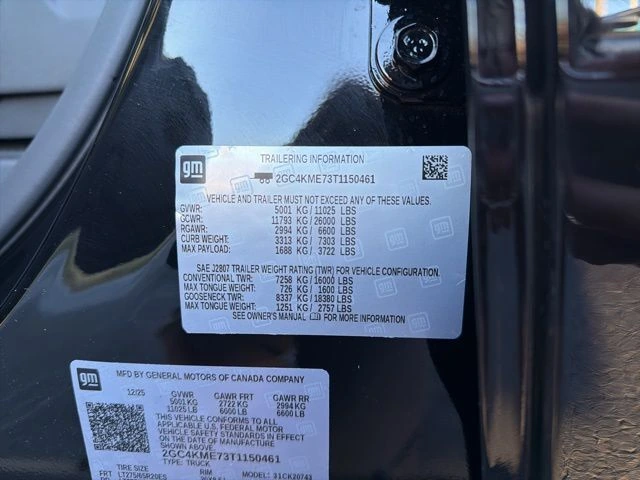 gm
TRAILERING INFORMATION
2GC4KME73T1150461
VEHICLE AND TRAILER MUST NOT EXCEED ANY OF THESE VALUES.
GVWR: 5001 KG / 11025 LBS
GCWR: 11793 KG / 26000 LBS
RGAWR: 2994 KG / 6600 LBS
CURB WEIGHT: 3313 KG / 7303 LBS
MAX PAYLOAD: 1688 KG / 3722 LBS
SAE J2807 TRAILER WEIGHT RATING (TWR) FOR VEHICLE CONFIGURATION.
CONVENTIONAL TWR: 7258 KG / 16000 LBS
MAX TONGUE WEIGHT: 726 KG / 1600 LBS
GOOSENECK TWR: 8337 KG / 18380 LBS
MAX TONGUE WEIGHT: 1251 KG / 2757 LBS
SEE OWNER'S MANUAL FOR MORE INFORMATION
gm
MFD BY GENERAL MOTORS OF CANADA COMPANY
12/25 GVWR GAWR FRT GAWR RR
5001 KG 2722 KG 2994 KG
11025 LB 6000 LB 6600 LB
THIS VEHICLE CONFORMS TO ALL
APPLICABLE U.S. FEDERAL MOTOR
VEHICLE SAFETY STANDARDS IN EFFECT
ON THE DATE OF MANUFACTURE
SHOWN ABOVE
2GC4KME73T1150461
TYPE: TRUCK MODEL: 31CK20743
TIRE SIZE RIM
FRT LT275/65R20E